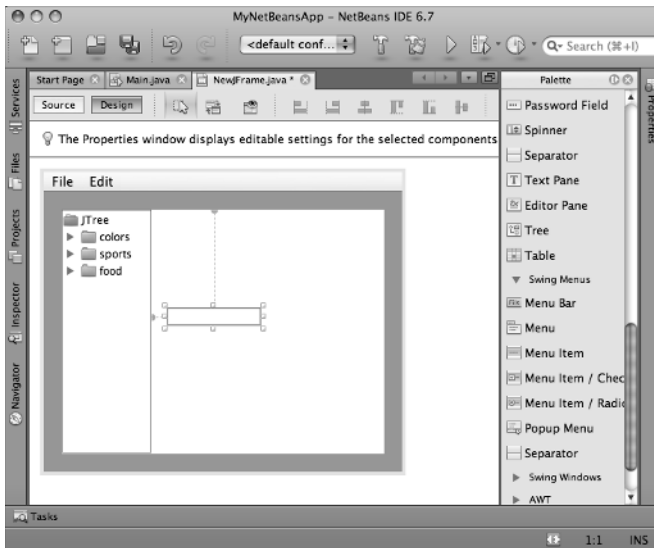 MyNetBeansApp – NetBeans IDE 6.7
<default conf...
Search (⌘+I)
Start Page
Main.java
NewJFrame.java *
Palette
Services
Files
Projects
Inspector
Navigator
Properties
Source
Design
The Properties window displays editable settings for the selected components
File Edit
JTree
colors
sports
food
Password Field
Spinner
Separator
Text Pane
Editor Pane
Tree
Table
Swing Menus
Menu Bar
Menu
Menu Item
Menu Item / Chec
Menu Item / Radio
Popup Menu
Separator
Swing Windows
AWT
Tasks
1:1 INS